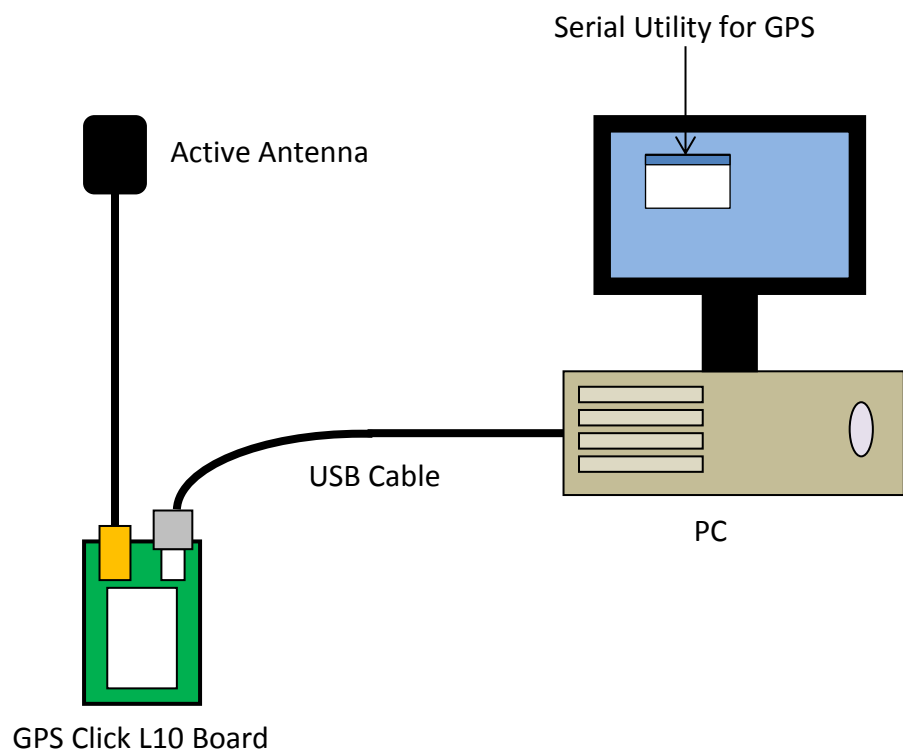 Serial Utility for GPS
Active Antenna
USB Cable
PC
GPS Click L10 Board